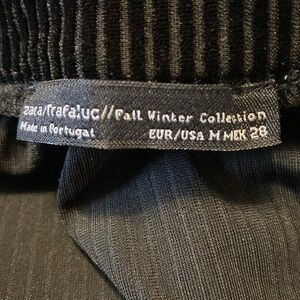 zara/trafaluc//Fall Winter Collection
Made in Portugal EUR/USA M MEX 28